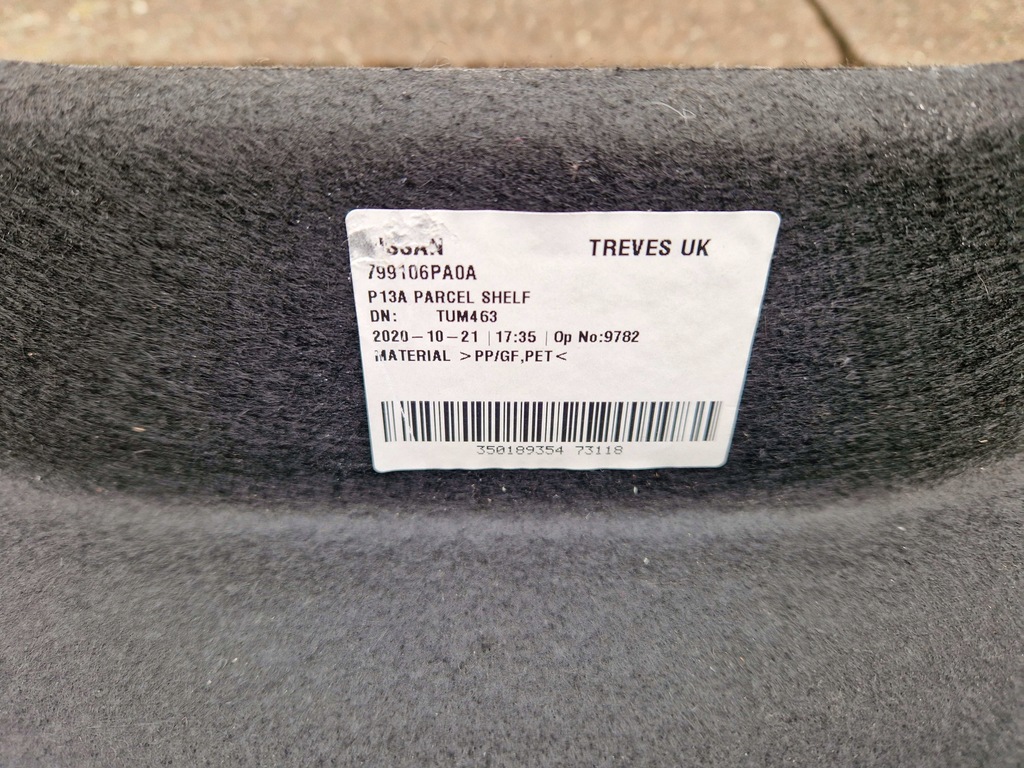 NISSAN TREVES UK
799106PA0A
P13A PARCEL SHELF
DN: TUM463
2020-10-21 | 17:35 | Op No:9782
MATERIAL >PP/GF,PET<
350189354 73118